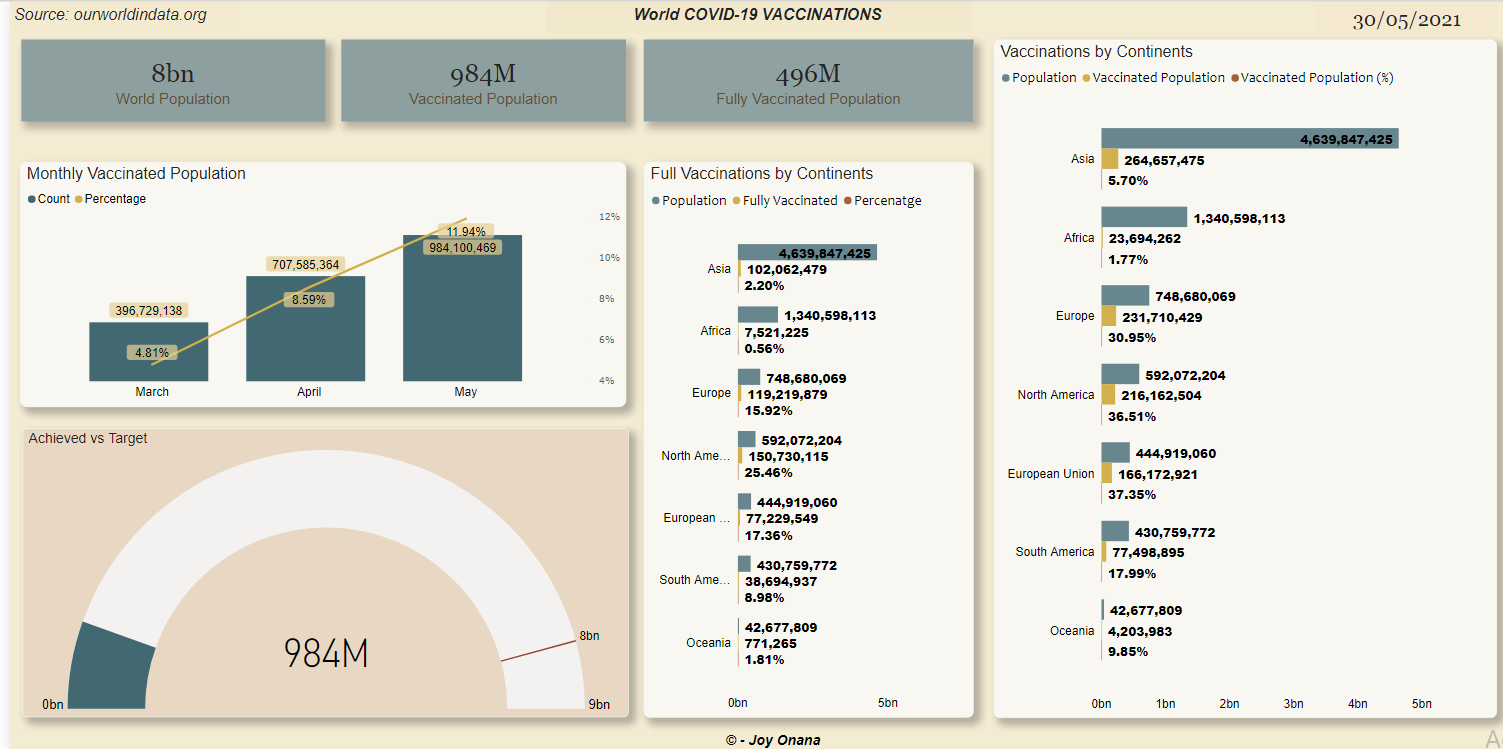 Source: ourworldindata.org
World COVID-19 VACCINATIONS
30/05/2021
8bn
World Population
984M
Vaccinated Population
496M
Fully Vaccinated Population
Monthly Vaccinated Population
Count Percentage
12%
10%
8%
6%
4%
396,729,138
4.81%
707,585,364
8.59%
11.94%
984,100,469
March April May
Achieved vs Target
984M
8bn
0bn 9bn
Full Vaccinations by Continents
Population Fully Vaccinated Percenatge
Asia
4,639,847,425
102,062,479
2.20%
Africa
1,340,598,113
7,521,225
0.56%
Europe
748,680,069
119,219,879
15.92%
North Ame...
592,072,204
150,730,115
25.46%
European ...
444,919,060
77,229,549
17.36%
South Ame...
430,759,772
38,694,937
8.98%
Oceania
42,677,809
771,265
1.81%
0bn 5bn
Vaccinations by Continents
Population Vaccinated Population Vaccinated Population (%)
Asia
4,639,847,425
264,657,475
5.70%
Africa
1,340,598,113
23,694,262
1.77%
Europe
748,680,069
231,710,429
30.95%
North America
592,072,204
216,162,504
36.51%
European Union
444,919,060
166,172,921
37.35%
South America
430,759,772
77,498,895
17.99%
Oceania
42,677,809
4,203,983
9.85%
0bn 1bn 2bn 3bn 4bn 5bn
© - Joy Onana